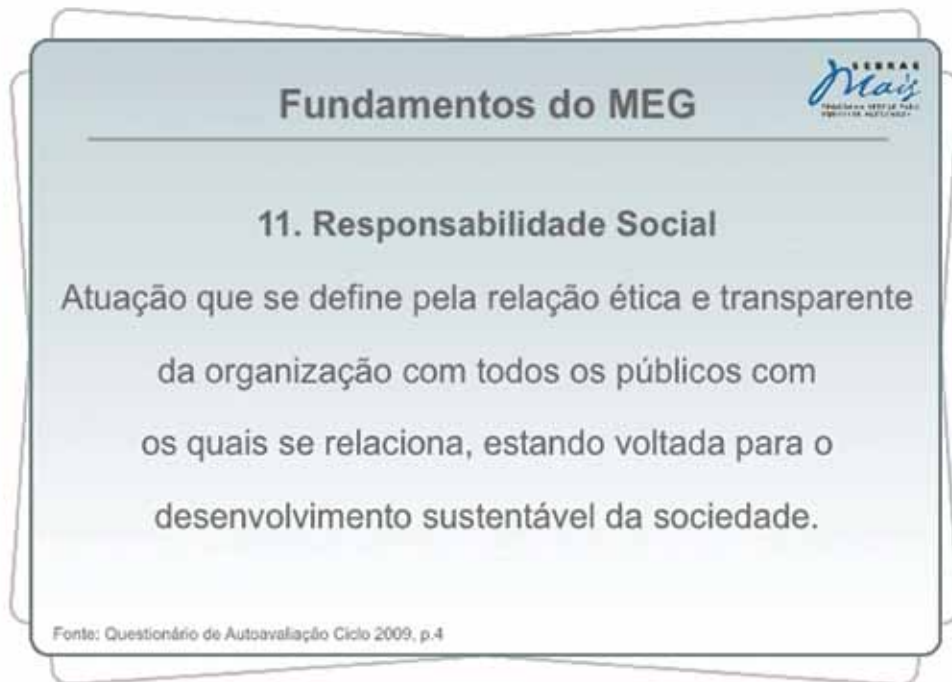 SEBRAE
Mais
Fundamentos do MEG
11. Responsabilidade Social
Atuação que se define pela relação ética e transparente
da organização com todos os públicos com
os quais se relaciona, estando voltada para o
desenvolvimento sustentável da sociedade.
Fonte: Questionário de Autoavaliação Ciclo 2009, p.4